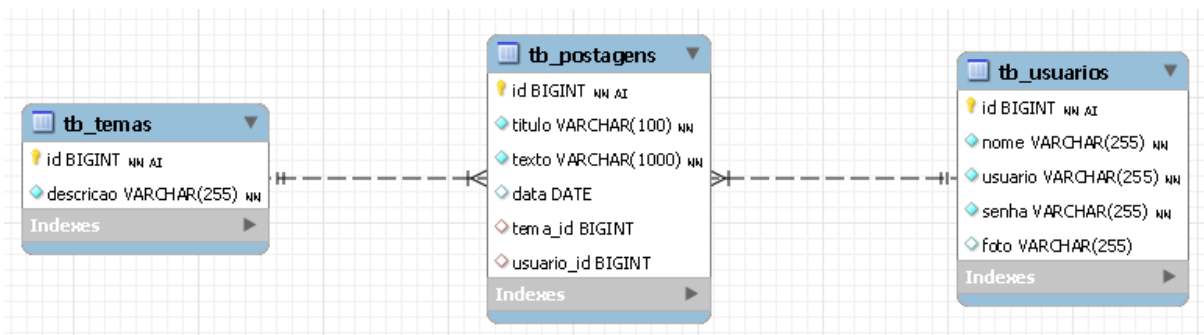 tb_temas
id BIGINT NN AI
descricao VARCHAR(255) NN
Indexes
tb_postagens
id BIGINT NN AI
titulo VARCHAR(100) NN
texto VARCHAR(1000) NN
data DATE
tema_id BIGINT
usuario_id BIGINT
Indexes
tb_usuarios
id BIGINT NN AI
nome VARCHAR(255) NN
usuario VARCHAR(255) NN
senha VARCHAR(255) NN
foto VARCHAR(255)
Indexes